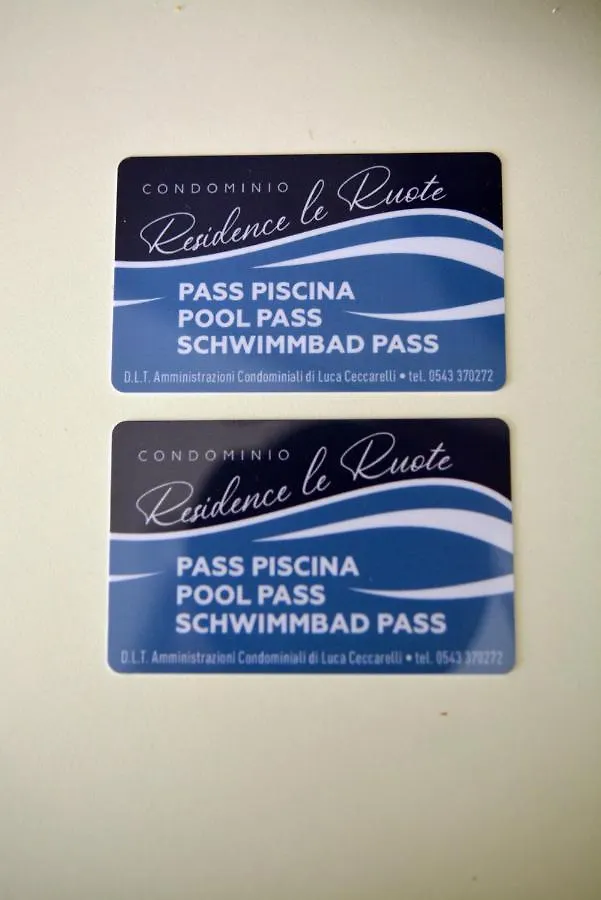 CONDOMINIO
Residence le Ruote
PASS PISCINA
POOL PASS
SCHWIMMBAD PASS
D.L.T. Amministrazioni Condominiali di Luca Ceccarelli • tel. 0543 370272
CONDOMINIO
Residence le Ruote
PASS PISCINA
POOL PASS
SCHWIMMBAD PASS
D.L.T. Amministrazioni Condominiali di Luca Ceccarelli • tel. 0543 370272